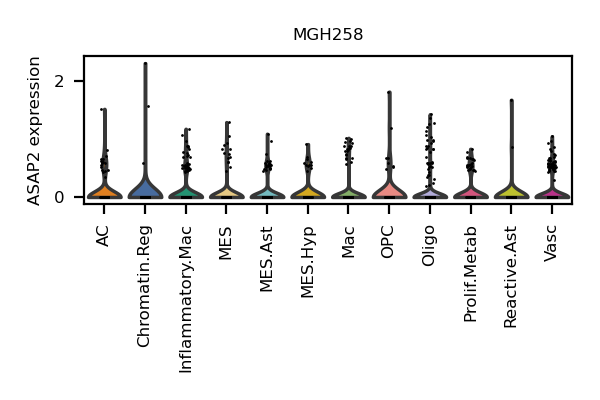 MGH258
ASAP2 expression
2
0
AC
Chromatin.Reg
Inflammatory.Mac
MES
MES.Ast
MES.Hyp
Mac
OPC
Oligo
Prolif.Metab
Reactive.Ast
Vasc